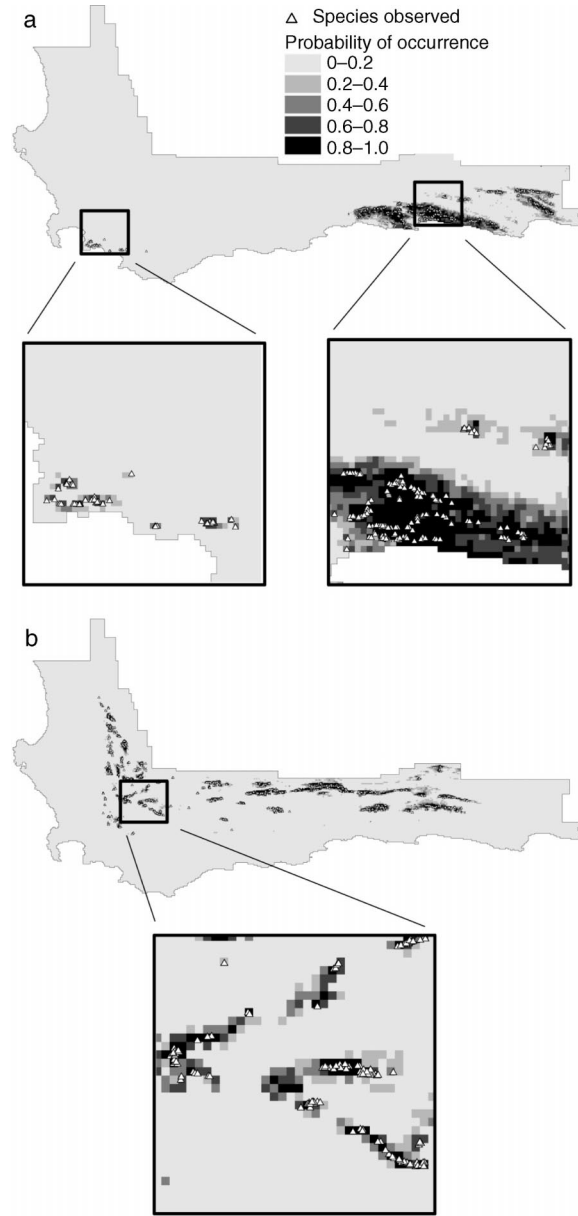 a
Species observed
Probability of occurrence
0–0.2
0.2–0.4
0.4–0.6
0.6–0.8
0.8–1.0
b